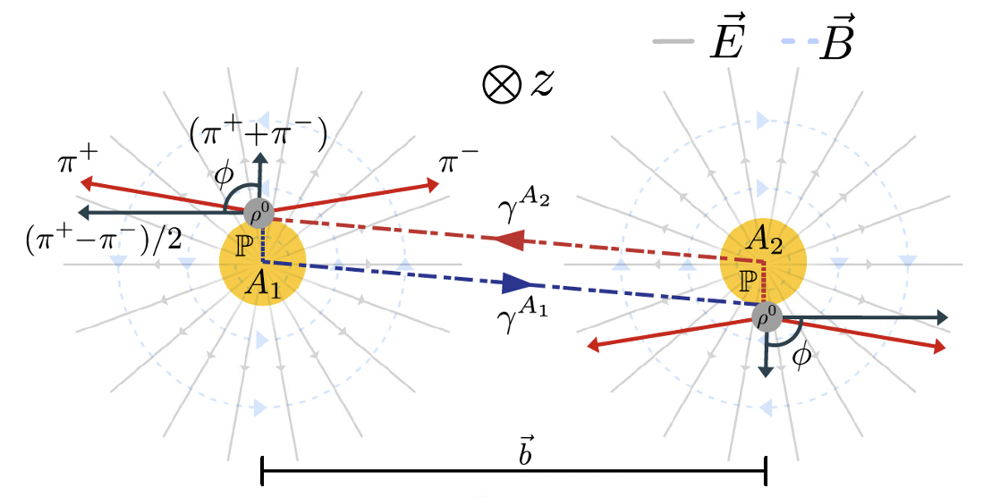 E⃗ B⃗
⊗ z
(π⁺+π⁻)
π⁺ ϕ π⁻
ρ⁰
(π⁺−π⁻)/2
ℙ
A₁
γ^{A₂}
γ^{A₁}
A₂
ℙ
ρ⁰
ϕ
b⃗